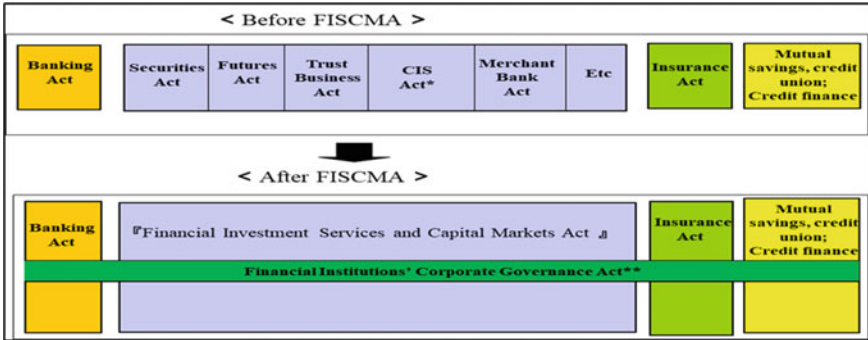 < Before FISCMA >
Banking
Act
Securities
Act
Futures
Act
Trust
Business
Act
CIS
Act*
Merchant
Bank
Act
Etc
Insurance
Act
Mutual
savings, credit
union;
Credit finance
< After FISCMA >
Banking
Act
『Financial Investment Services and Capital Markets Act 』
Insurance
Act
Mutual
savings, credit
union;
Credit finance
Financial Institutions' Corporate Governance Act**